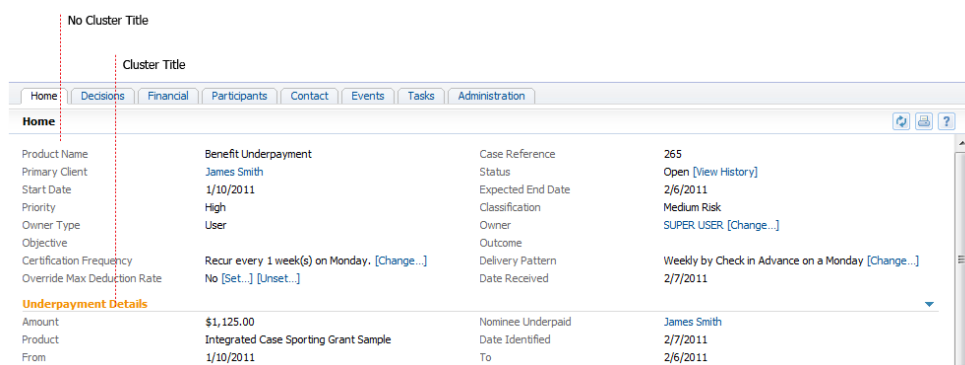 No Cluster Title
Cluster Title
Home Decisions Financial Participants Contact Events Tasks Administration
Home ?
Product Name Benefit Underpayment Case Reference 265
Primary Client James Smith Status Open [View History]
Start Date 1/10/2011 Expected End Date 2/6/2011
Priority High Classification Medium Risk
Owner Type User Owner SUPER USER [Change...]
Objective Outcome
Certification Frequency Recur every 1 week(s) on Monday. [Change...] Delivery Pattern Weekly by Check in Advance on a Monday [Change...]
Override Max Deduction Rate No [Set...] [Unset...] Date Received 2/7/2011
Underpayment Details
Amount $1,125.00 Nominee Underpaid James Smith
Product Integrated Case Sporting Grant Sample Date Identified 2/7/2011
From 1/10/2011 To 2/6/2011